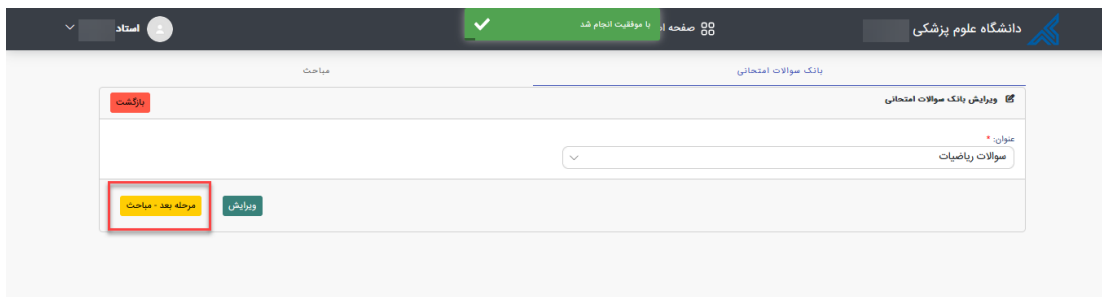 دانشگاه علوم پزشکی
صفحه
با موفقیت انجام شد
استاد
بانک سوالات امتحانی
مباحث
ویرایش بانک سوالات امتحانی
بازگشت
عنوان: *
سوالات ریاضیات
ویرایش
مرحله بعد - مباحث